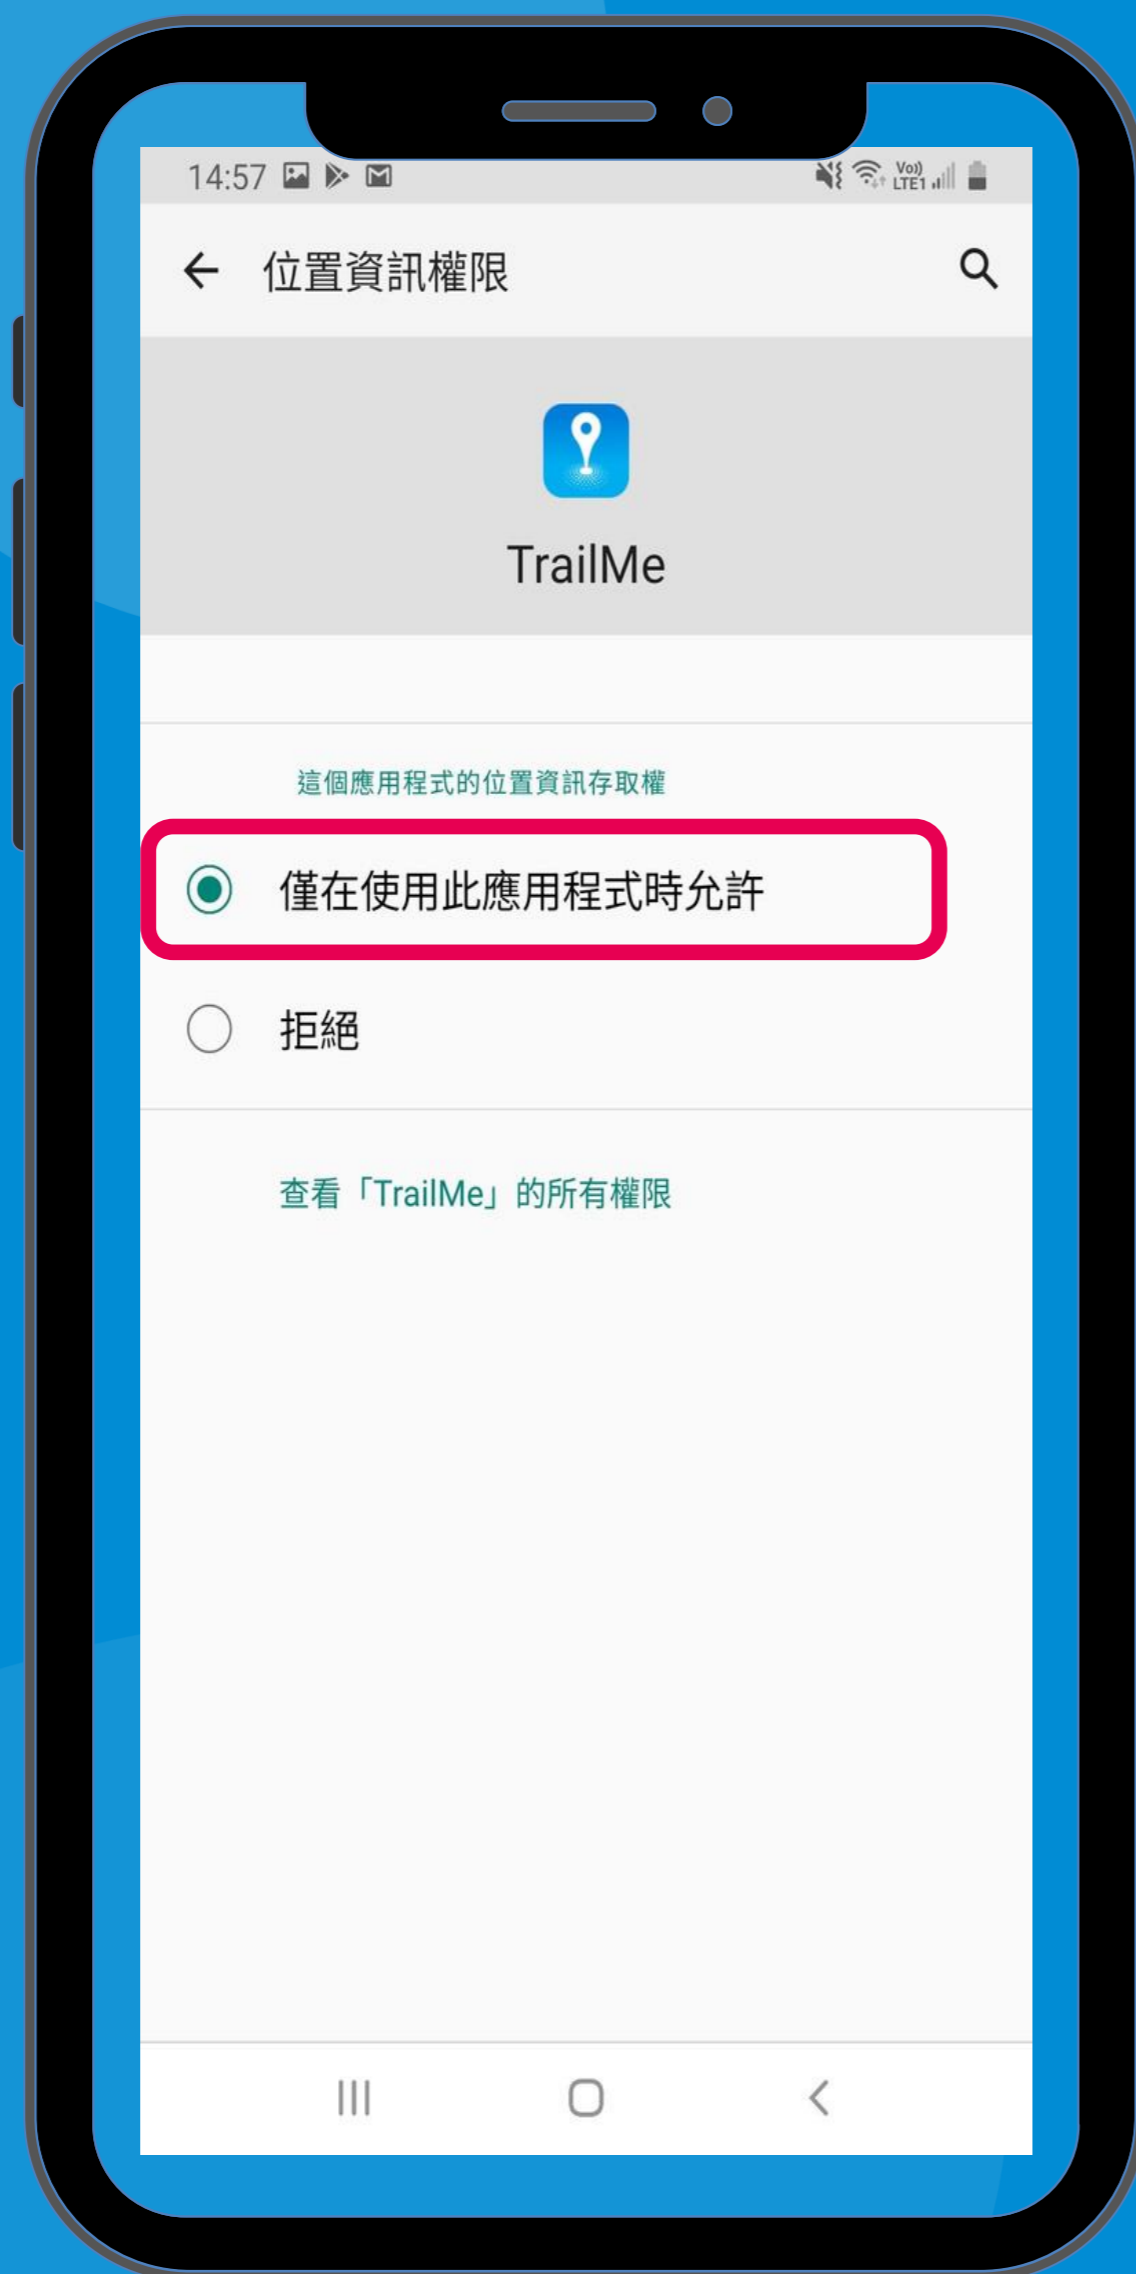 14:57
Vo)) LTE1
位置資訊權限
TrailMe
這個應用程式的位置資訊存取權
僅在使用此應用程式時允許
拒絕
查看「TrailMe」的所有權限